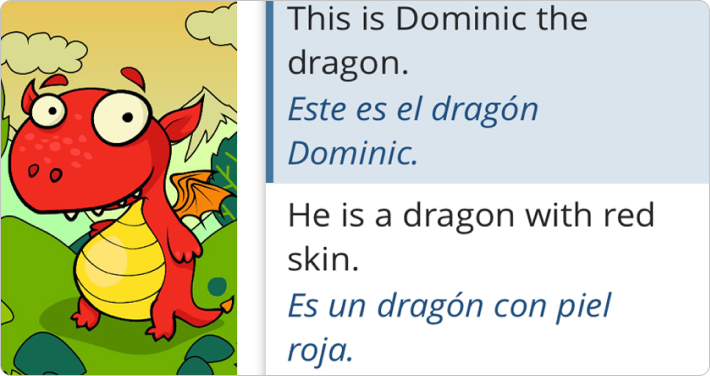 This is Dominic the
dragon.
Este es el dragón
Dominic.
He is a dragon with red
skin.
Es un dragón con piel
roja.